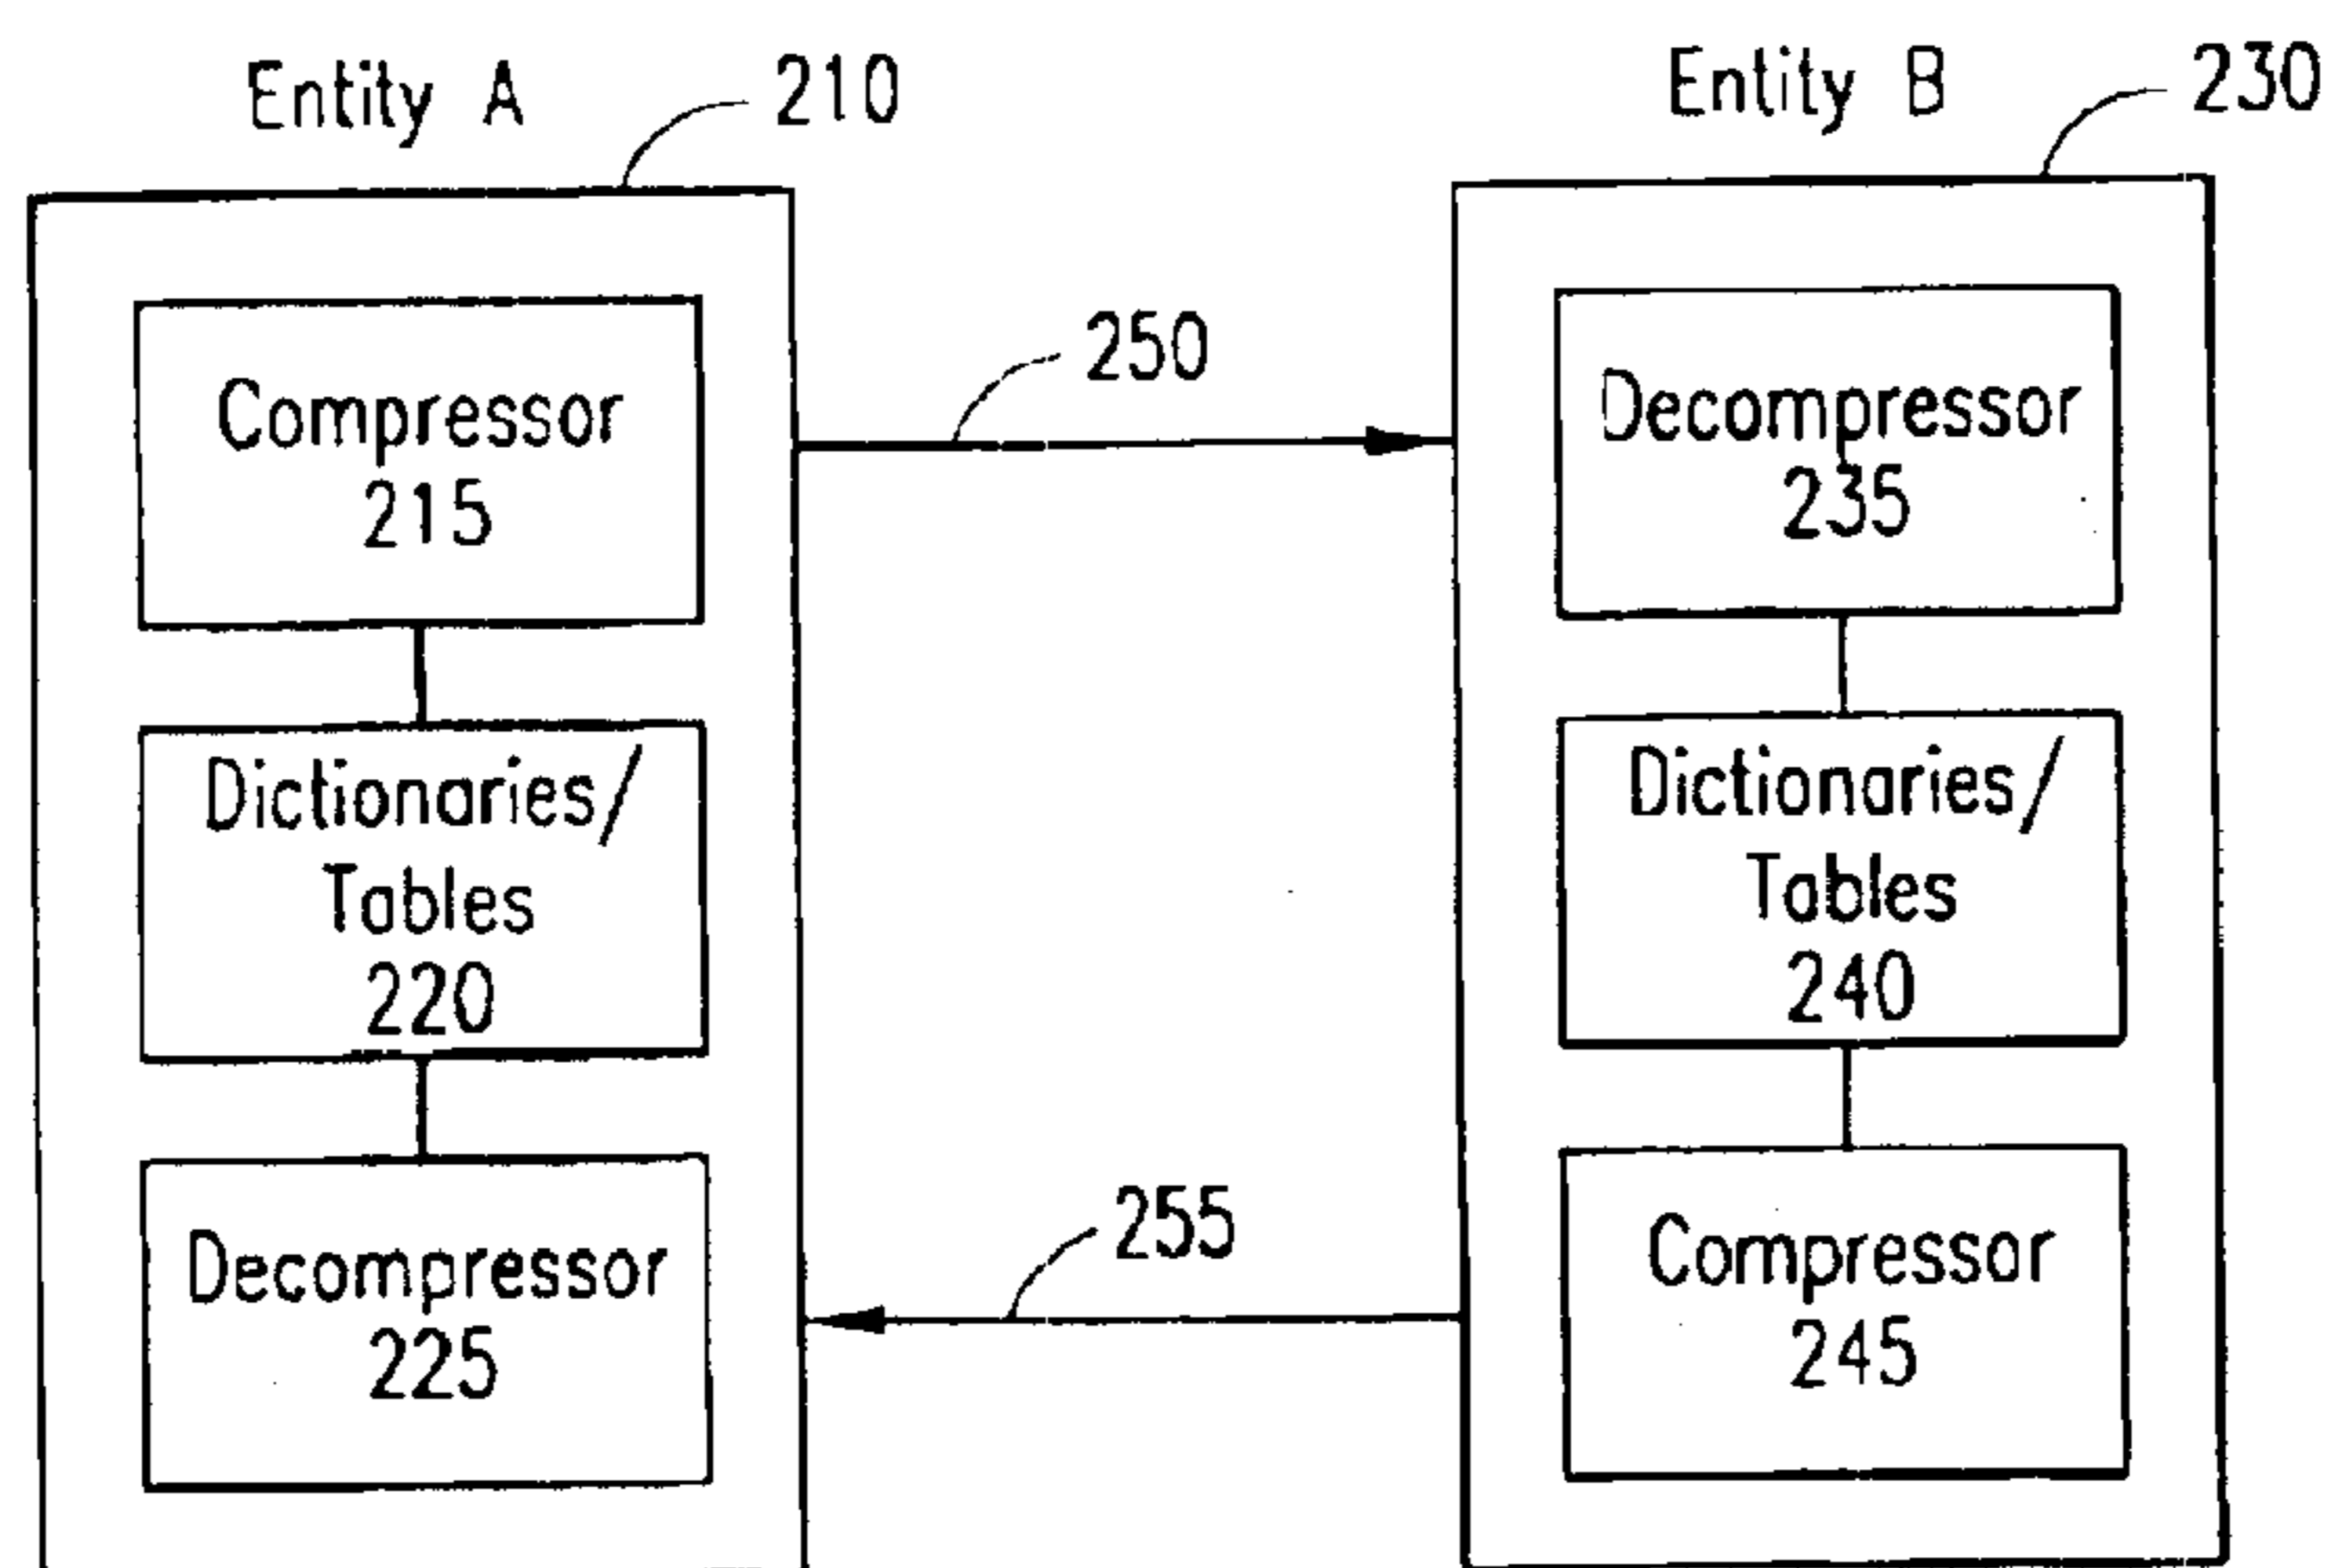 Entity A
210
Entity B
230
Compressor
215
250
Decompressor
235
Dictionaries/
Tables
220
Dictionaries/
Tables
240
Decompressor
225
255
Compressor
245